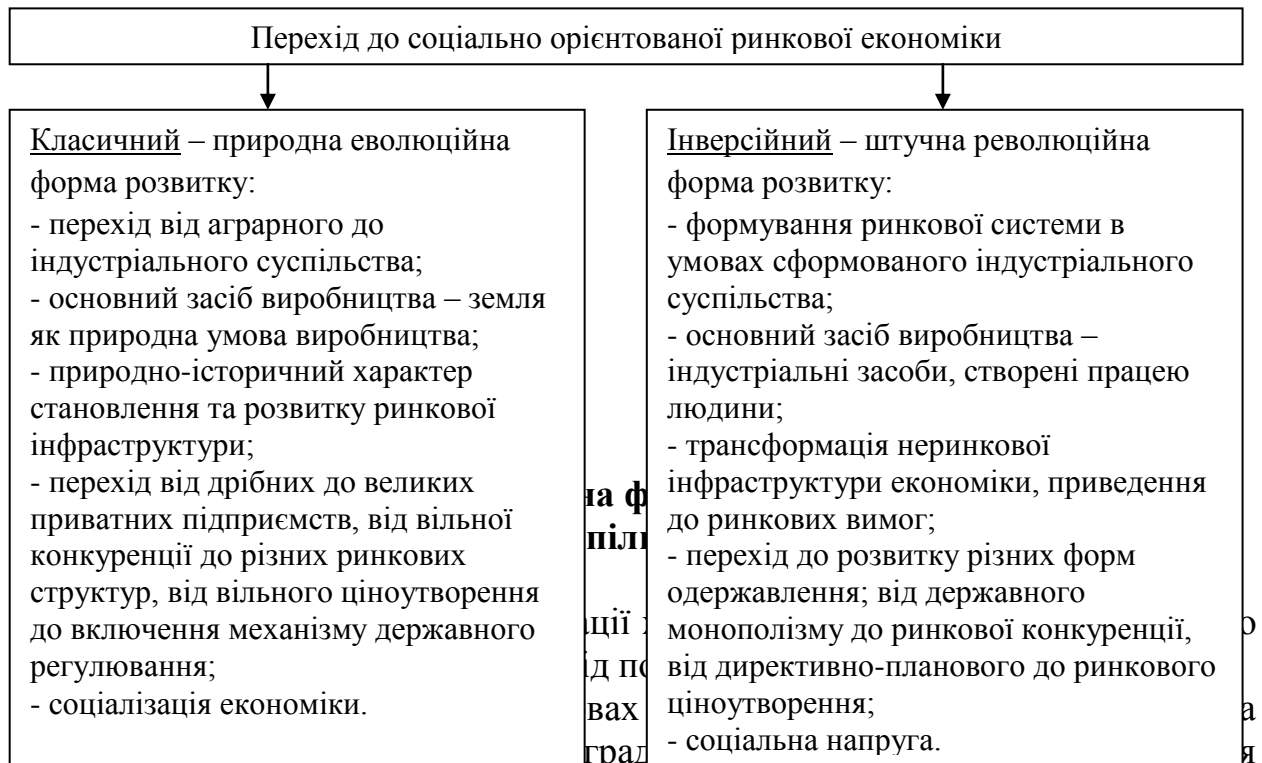 Перехід до соціально орієнтованої ринкової економіки
Класичний – природна еволюційна
форма розвитку:
- перехід від аграрного до
індустріального суспільства;
- основний засіб виробництва – земля
як природна умова виробництва;
- природно-історичний характер
становлення та розвитку ринкової
інфраструктури;
- перехід від дрібних до великих
приватних підприємств, від вільної
конкуренції до різних ринкових
структур, від вільного ціноутворення
до включення механізму державного
регулювання;
- соціалізація економіки.
Інверсійний – штучна революційна
форма розвитку:
- формування ринкової системи в
умовах сформованого індустріального
суспільства;
- основний засіб виробництва –
індустріальні засоби, створені працею
людини;
- трансформація неринкової
інфраструктури економіки, приведення
до ринкових вимог;
- перехід до розвитку різних форм
одержавлення; від державного
монополізму до ринкової конкуренції,
від директивно-планового до ринкового
ціноутворення;
- соціальна напруга.